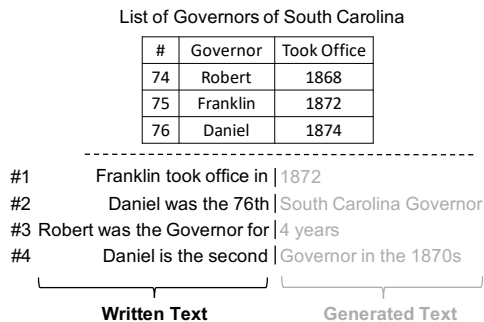 List of Governors of South Carolina
# Governor Took Office
74 Robert 1868
75 Franklin 1872
76 Daniel 1874
#1 Franklin took office in | 1872
#2 Daniel was the 76th | South Carolina Governor
#3 Robert was the Governor for | 4 years
#4 Daniel is the second | Governor in the 1870s
Written Text Generated Text